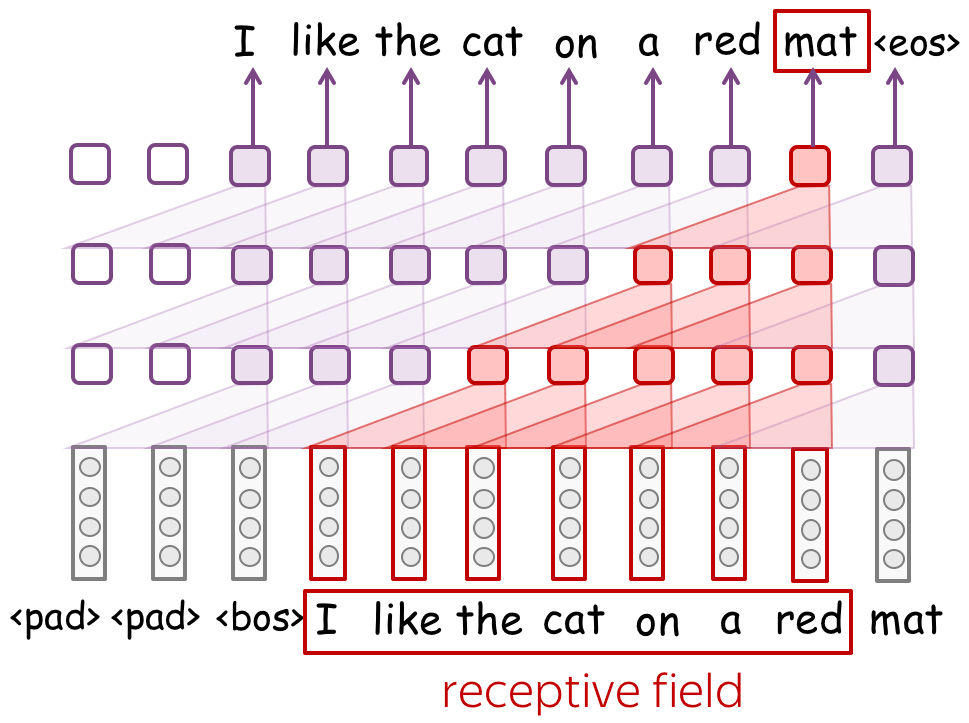 I like the cat on a red mat <eos>
<pad> <pad> <bos> I like the cat on a red mat
receptive field